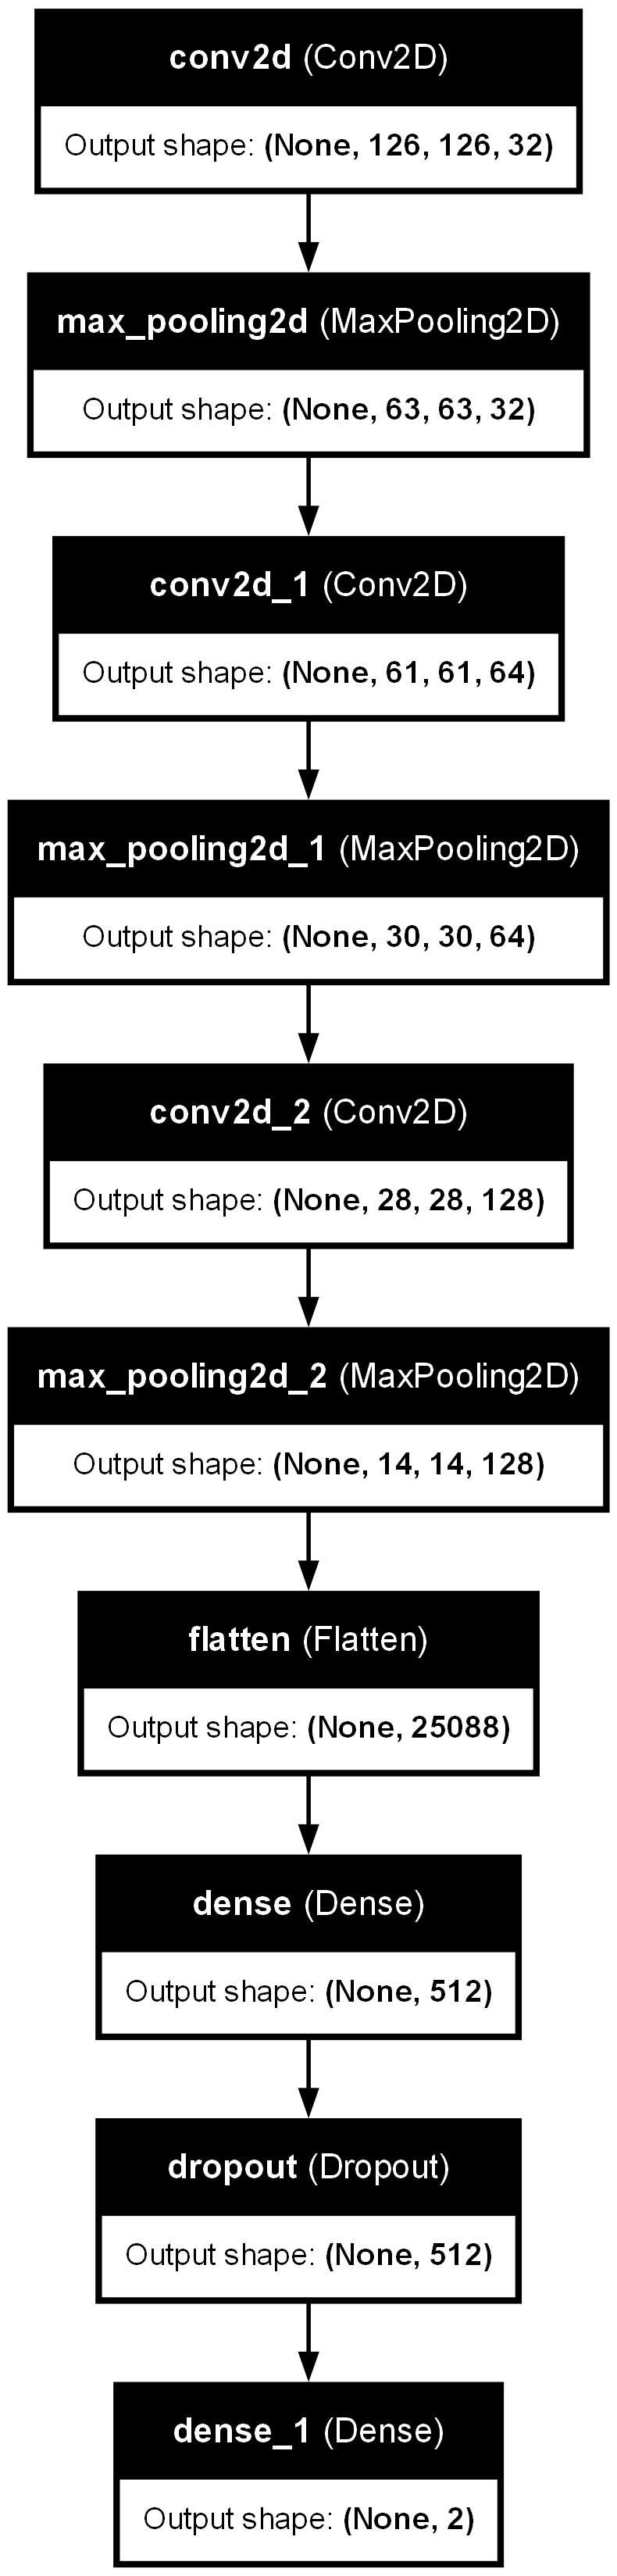 conv2d (Conv2D)
Output shape: (None, 126, 126, 32)
max_pooling2d (MaxPooling2D)
Output shape: (None, 63, 63, 32)
conv2d_1 (Conv2D)
Output shape: (None, 61, 61, 64)
max_pooling2d_1 (MaxPooling2D)
Output shape: (None, 30, 30, 64)
conv2d_2 (Conv2D)
Output shape: (None, 28, 28, 128)
max_pooling2d_2 (MaxPooling2D)
Output shape: (None, 14, 14, 128)
flatten (Flatten)
Output shape: (None, 25088)
dense (Dense)
Output shape: (None, 512)
dropout (Dropout)
Output shape: (None, 512)
dense_1 (Dense)
Output shape: (None, 2)